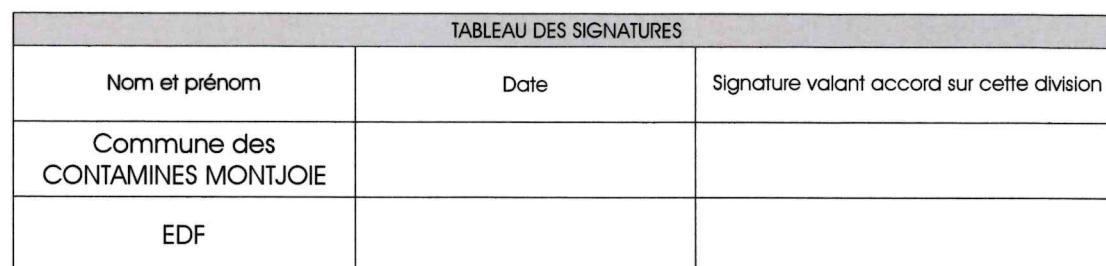 TABLEAU DES SIGNATURES
Nom et prénom
Date
Signature valant accord sur cette division
Commune des
CONTAMINES MONTJOIE
EDF